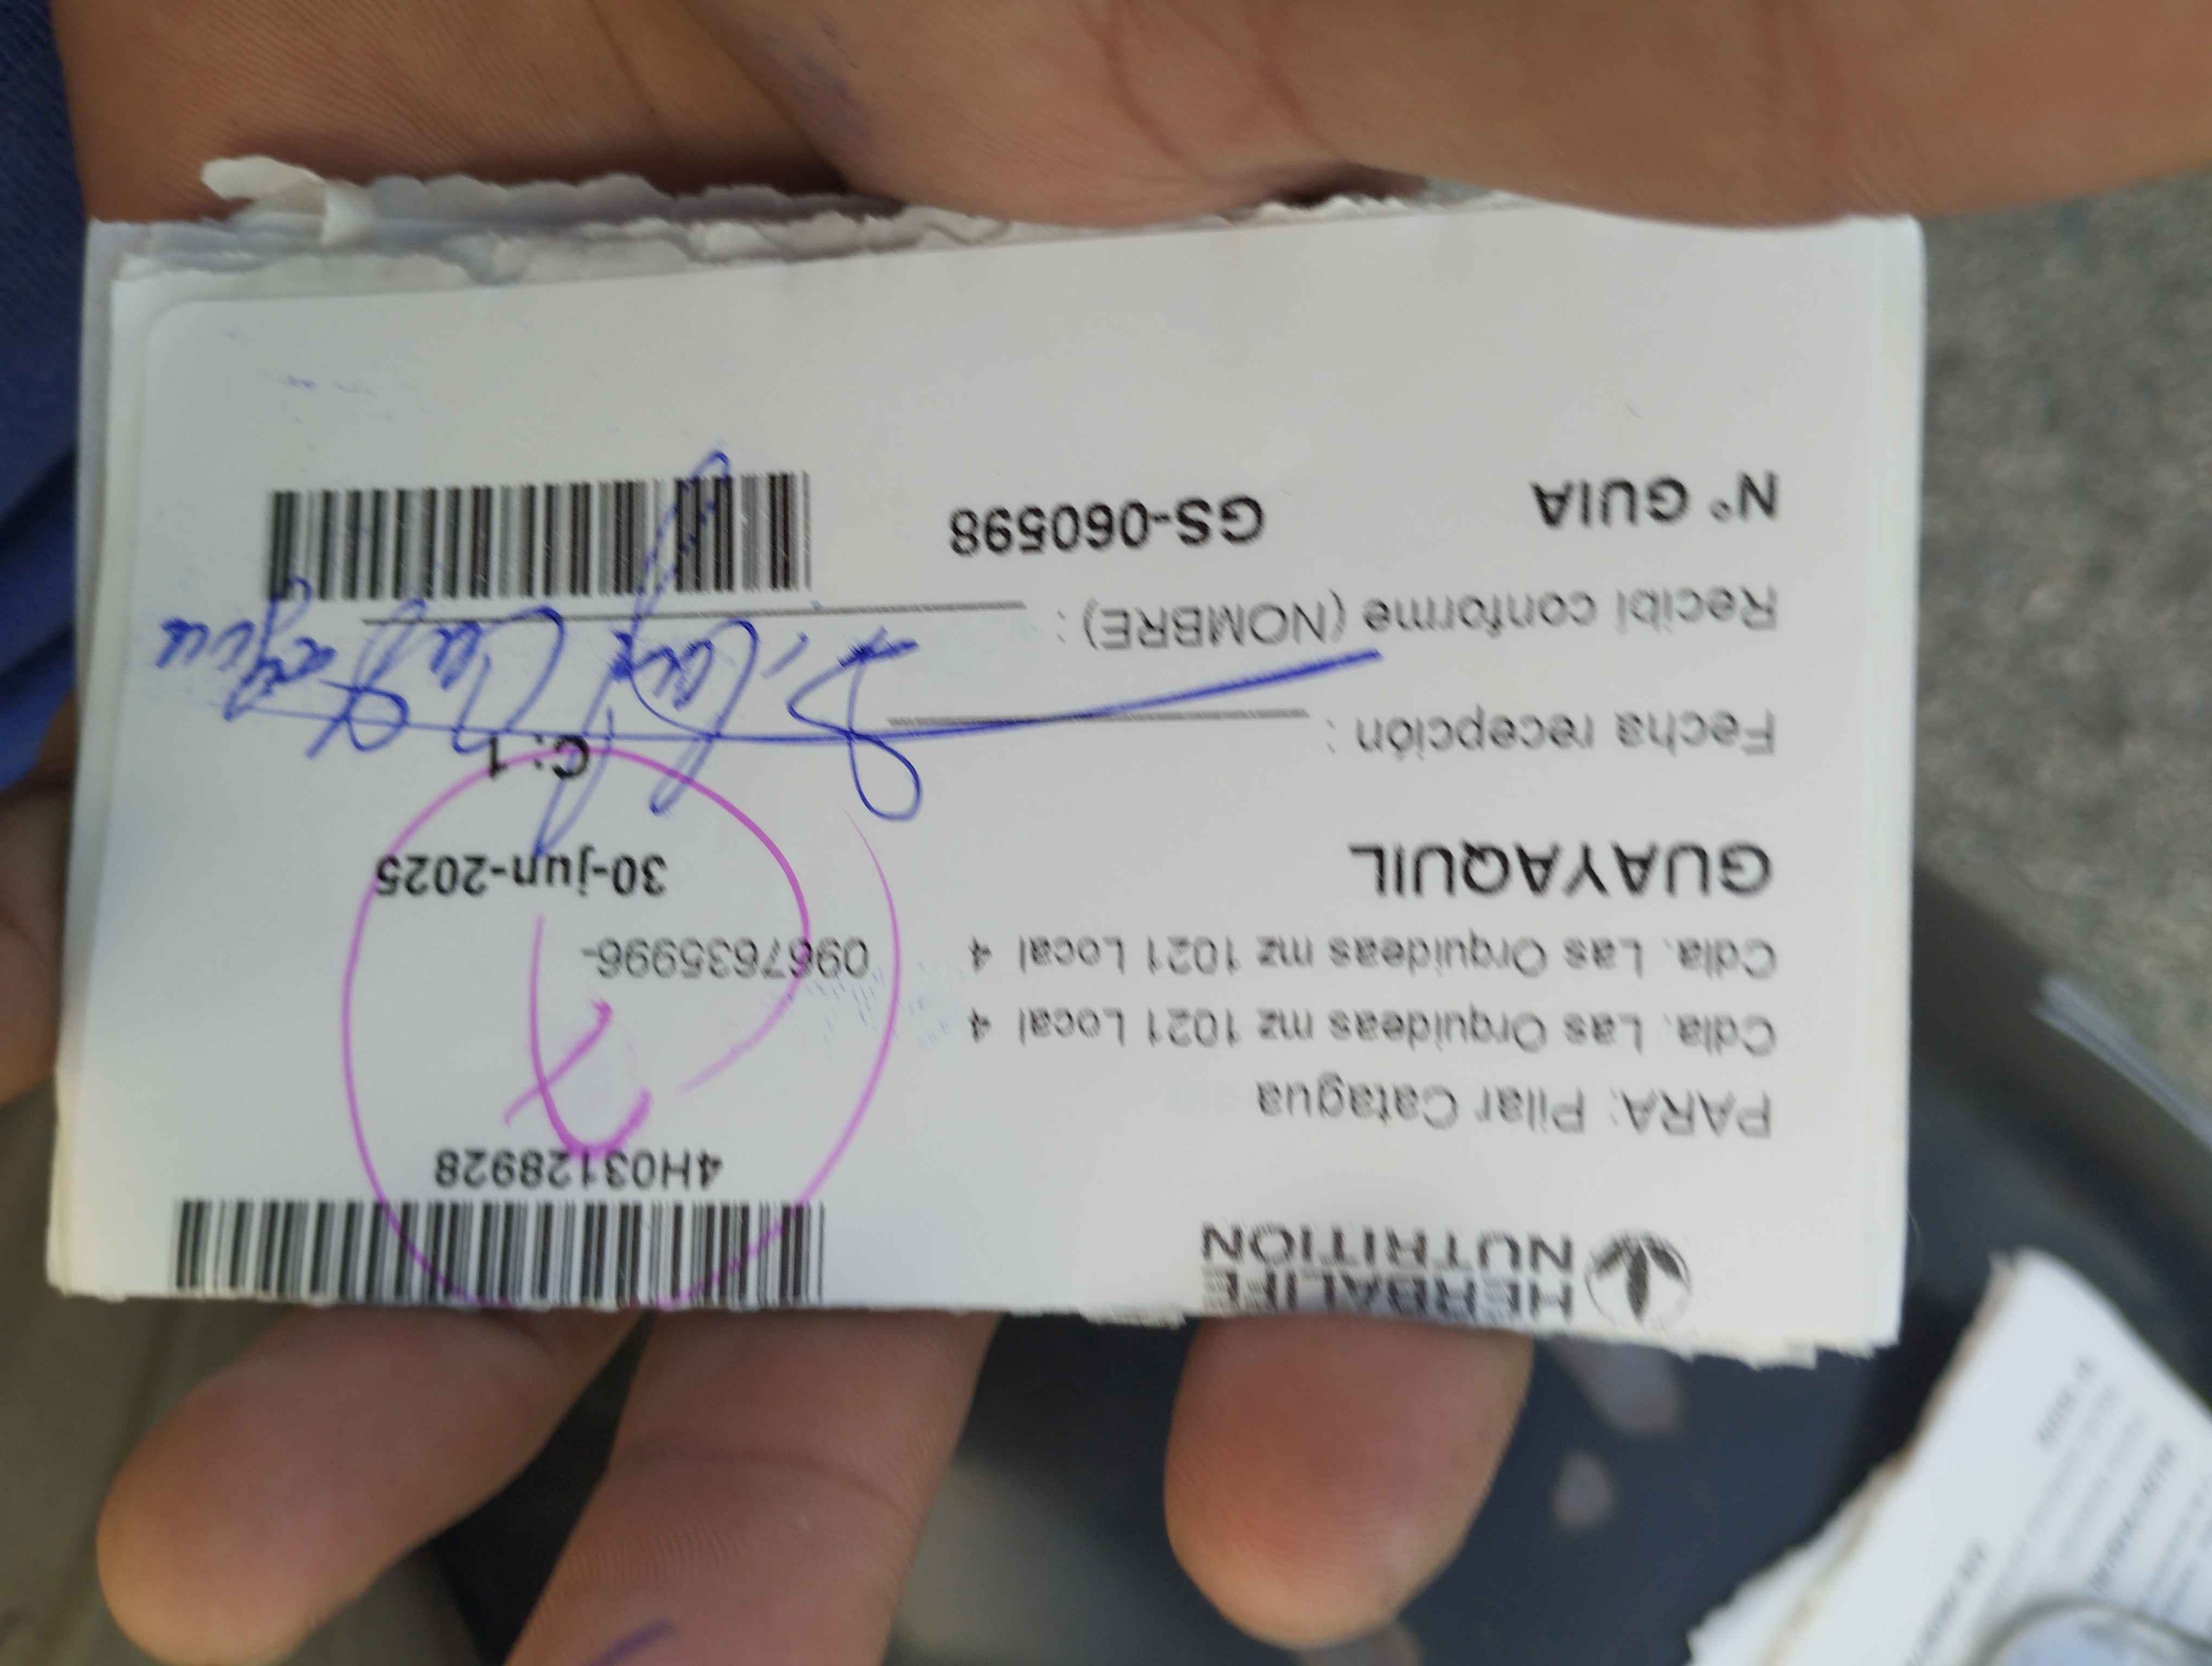 HERBALIFE
NUTRITION
4H03128928
PARA: Pilar Catagua
Cdla. Las Orquideas mz 1021 Local 4
Cdla. Las Orquideas mz 1021 Local 4
0967635996-
7
GUAYAQUIL
30-jun-2025
C: 1
Fecha recepción :
Recibí conforme (NOMBRE) :
N° GUIA
GS-060598